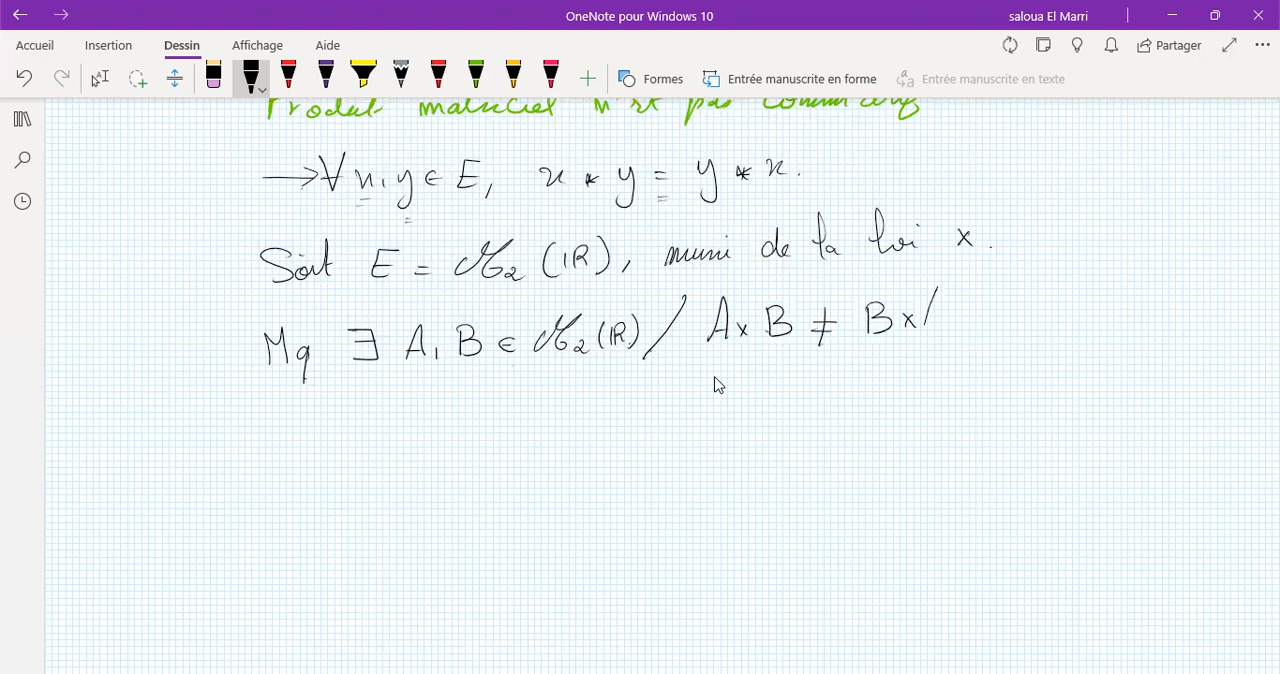 OneNote pour Windows 10
saloua El Marri
Accueil Insertion Dessin Affichage Aide
Partager
Formes Entrée manuscrite en forme Entrée manuscrite en texte
Produit matriciel n'est pas commutatif
→ ∀ x, y ∈ E, x * y = y * x.
Soit E = ℳ₂(ℝ), muni de la loi ×.
Mq ∃ A, B ∈ ℳ₂(ℝ) / A × B ≠ B ×